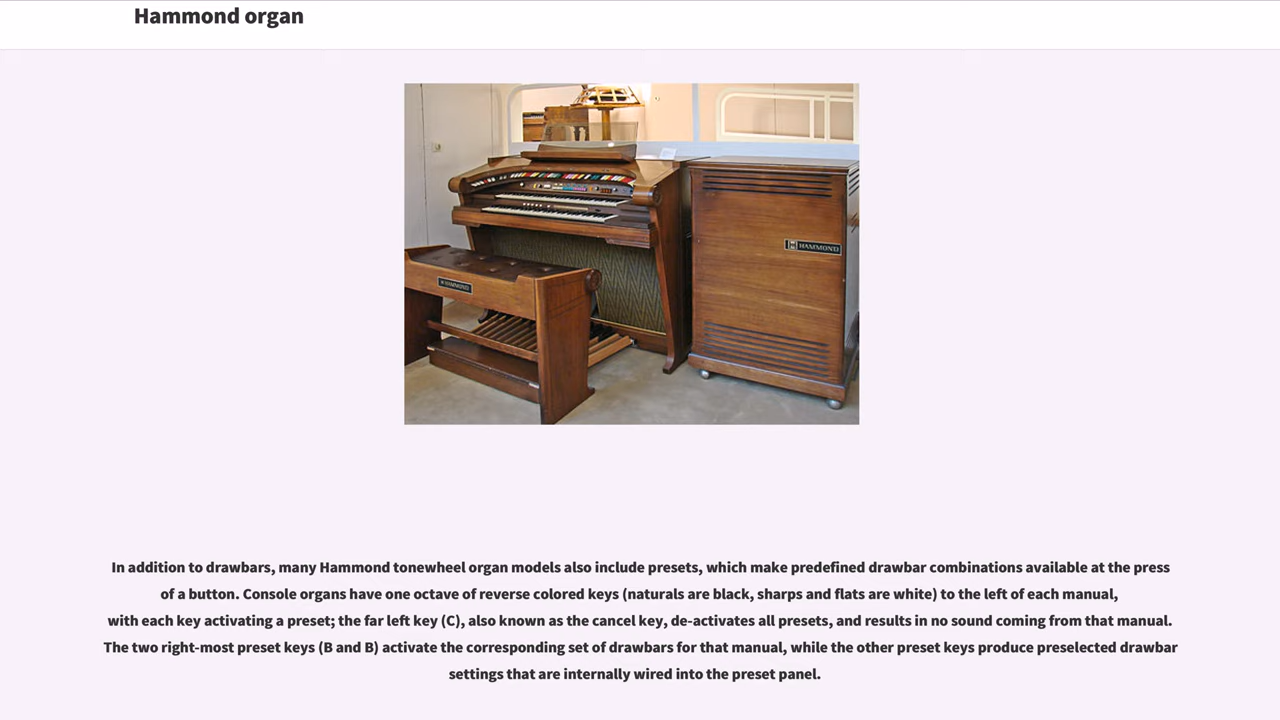 Hammond organ
HAMMOND
HAMMOND
In addition to drawbars, many Hammond tonewheel organ models also include presets, which make predefined drawbar combinations available at the press
of a button. Console organs have one octave of reverse colored keys (naturals are black, sharps and flats are white) to the left of each manual,
with each key activating a preset; the far left key (C), also known as the cancel key, de-activates all presets, and results in no sound coming from that manual.
The two right-most preset keys (B and B) activate the corresponding set of drawbars for that manual, while the other preset keys produce preselected drawbar
settings that are internally wired into the preset panel.